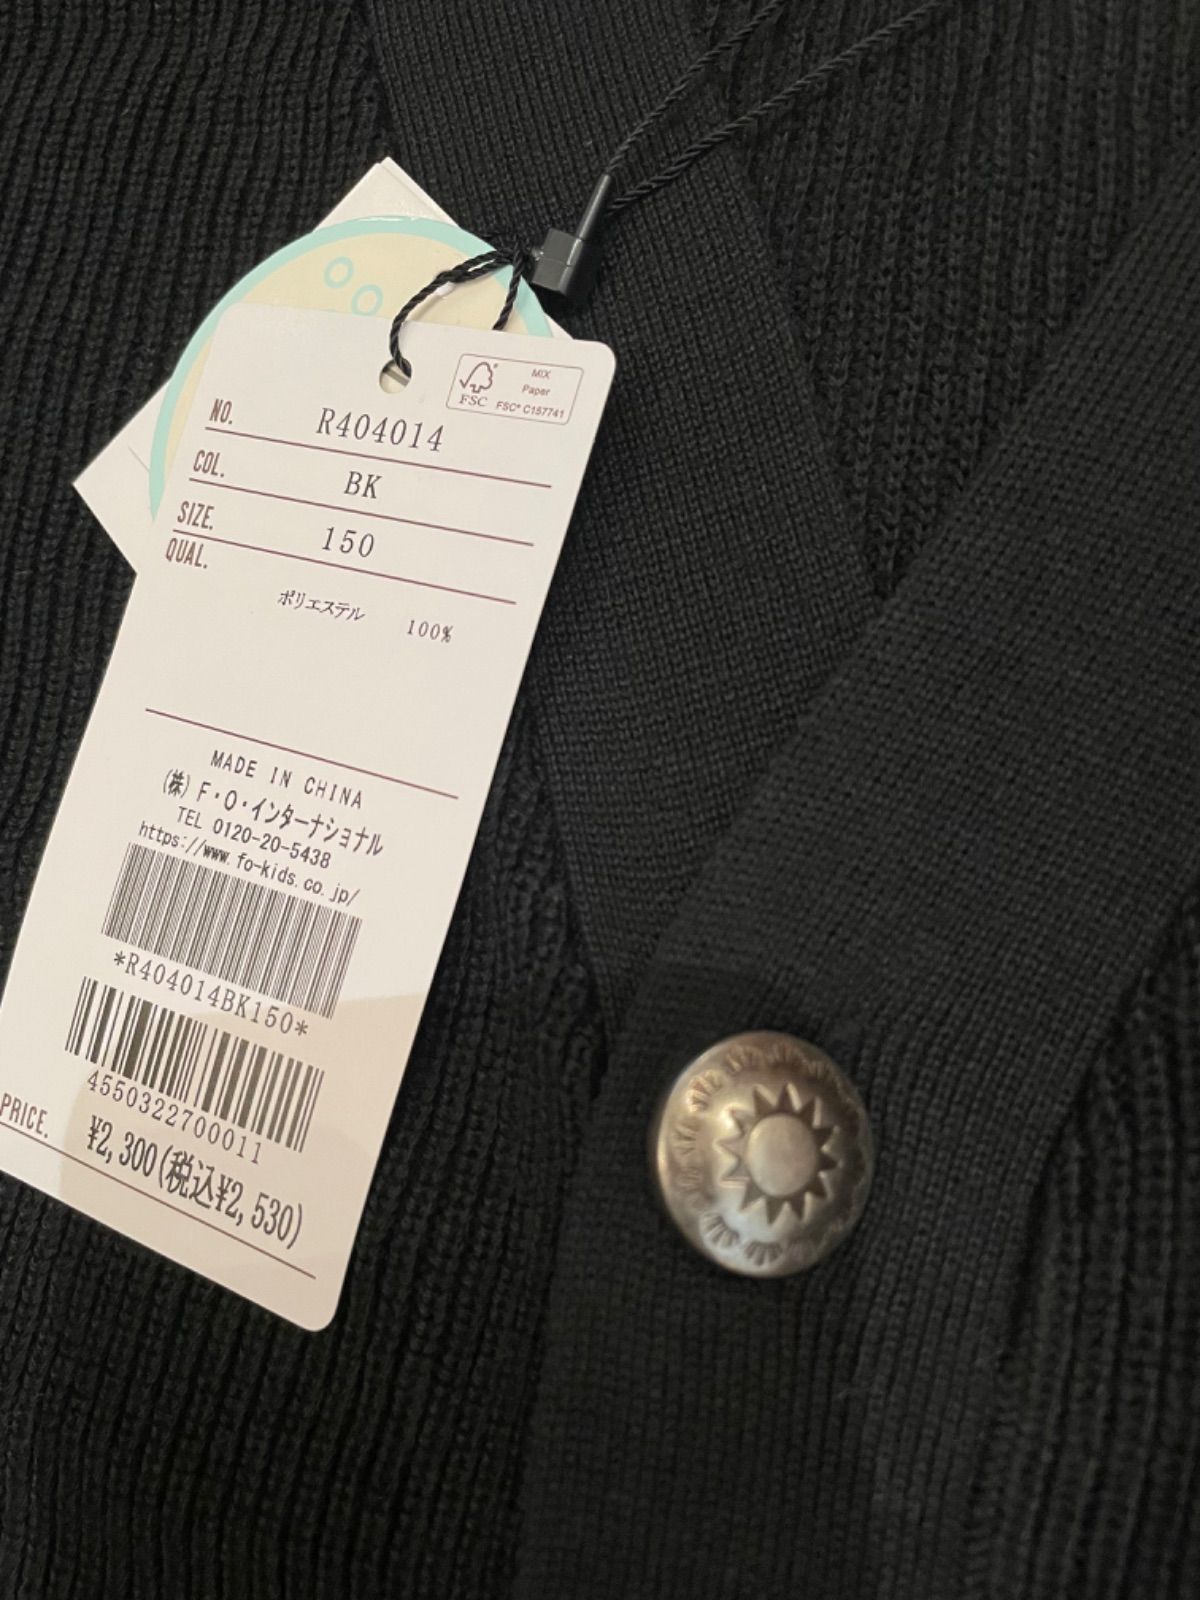 MIX
Paper
FSC
FSC® C157741
NO. R404014
COL. BK
SIZE. 150
QUAL.
ポリエステル 100%
MADE IN CHINA
(株)F・O・インターナショナル
TEL 0120-20-5438
https://www.fo-kids.co.jp/
*R404014BK150*
4550322700011
PRICE. ¥2,300(税込¥2,530)